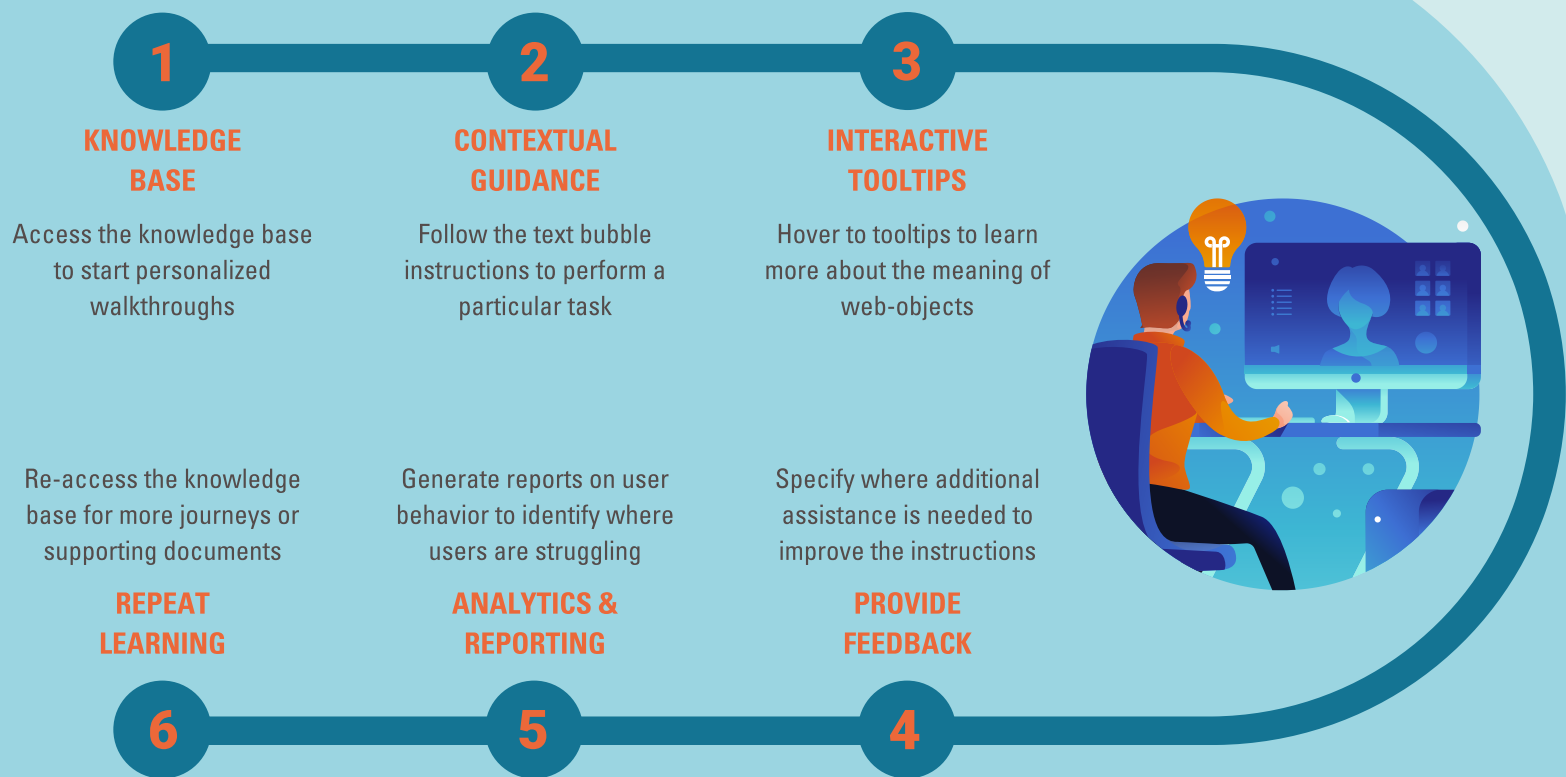 1
KNOWLEDGE
BASE
Access the knowledge base
to start personalized
walkthroughs
2
CONTEXTUAL
GUIDANCE
Follow the text bubble
instructions to perform a
particular task
3
INTERACTIVE
TOOLTIPS
Hover to tooltips to learn
more about the meaning of
web-objects
Specify where additional
assistance is needed to
improve the instructions
PROVIDE
FEEDBACK
4
Generate reports on user
behavior to identify where
users are struggling
ANALYTICS &
REPORTING
5
Re-access the knowledge
base for more journeys or
supporting documents
REPEAT
LEARNING
6